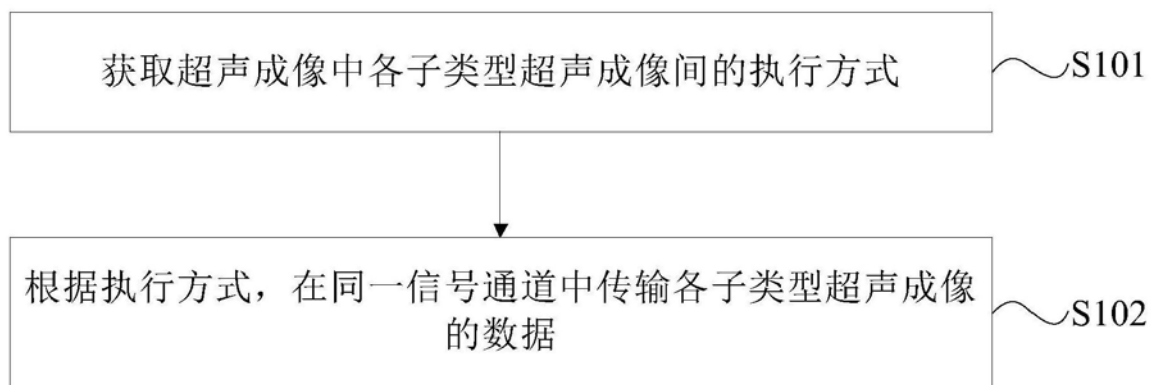 获取超声成像中各子类型超声成像间的执行方式
S101
根据执行方式，在同一信号通道中传输各子类型超声成像
的数据
S102